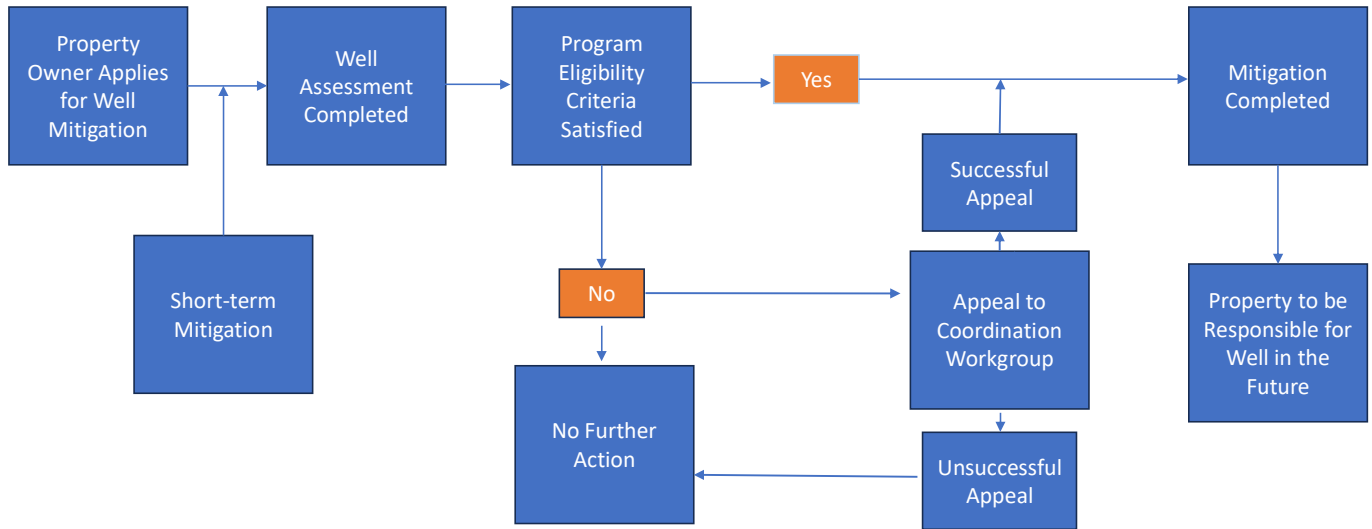 Property
Owner Applies
for Well
Mitigation
Well
Assessment
Completed
Program
Eligibility
Criteria
Satisfied
Yes
Mitigation
Completed
Successful
Appeal
Short-term
Mitigation
No
Appeal to
Coordination
Workgroup
Property to be
Responsible for
Well in the
Future
No Further
Action
Unsuccessful
Appeal